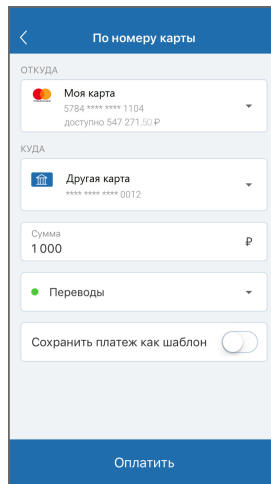 По номеру карты
ОТКУДА
Моя карта
5784 **** **** 1104
доступно 547 271,50 ₽
КУДА
Другая карта
**** **** **** 0012
Сумма
1 000 ₽
Переводы
Сохранить платеж как шаблон
Оплатить